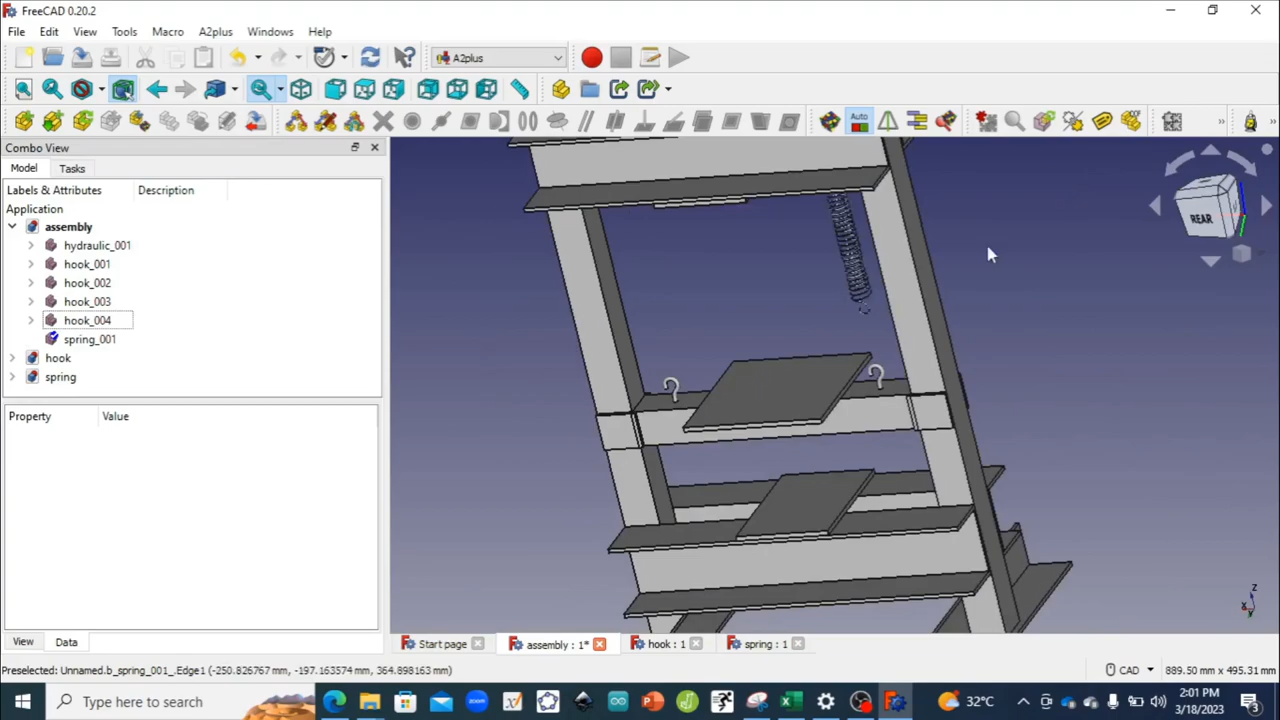 FreeCAD 0.20.2
File Edit View Tools Macro A2plus Windows Help
A2plus
Auto
Combo View
Model Tasks
Labels & Attributes Description
Application
assembly
hydraulic_001
hook_001
hook_002
hook_003
hook_004
spring_001
hook
spring
Property Value
REAR
Z
X
Y
View Data
Start page assembly : 1* hook : 1 spring : 1
Preselected: Unnamed.b_spring_001_.Edge1 (-250.826767 mm, -197.163574 mm, 364.898163 mm) CAD 889.50 mm x 495.31 mm
Type here to search 32°C 2:01 PM
3/18/2023
3